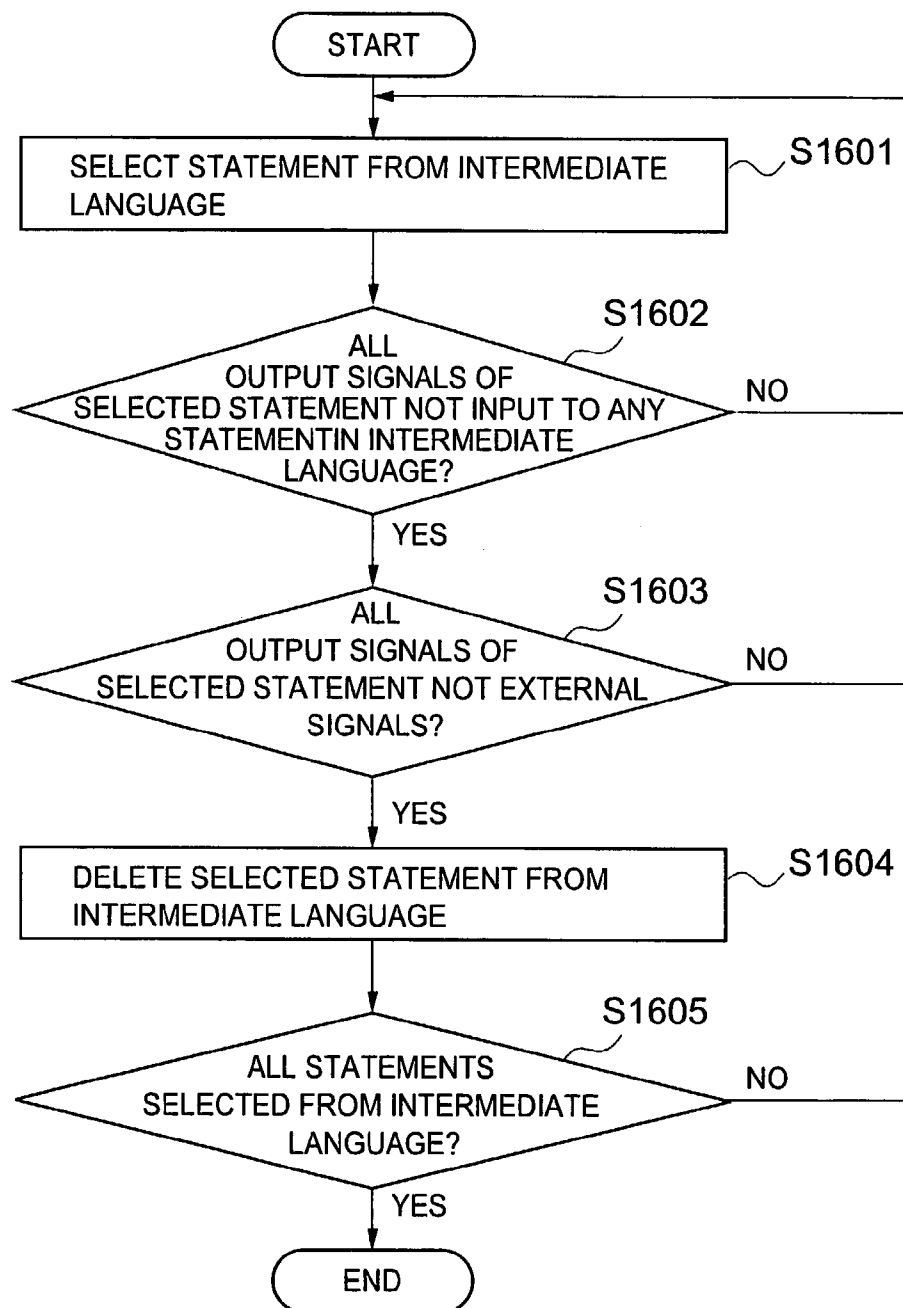 START
SELECT STATEMENT FROM INTERMEDIATE
LANGUAGE
S1601
S1602
ALL
OUTPUT SIGNALS OF
SELECTED STATEMENT NOT INPUT TO ANY
STATEMENTIN INTERMEDIATE
LANGUAGE?
NO
YES
S1603
ALL
OUTPUT SIGNALS OF
SELECTED STATEMENT NOT EXTERNAL
SIGNALS?
NO
YES
DELETE SELECTED STATEMENT FROM
INTERMEDIATE LANGUAGE
S1604
S1605
ALL STATEMENTS
SELECTED FROM INTERMEDIATE
LANGUAGE?
NO
YES
END